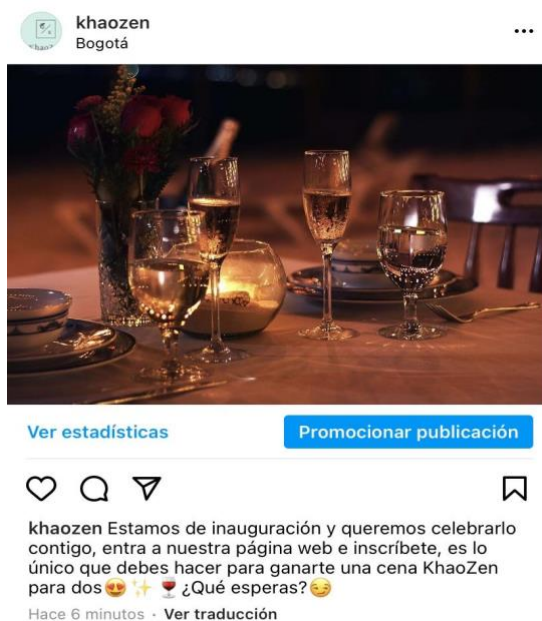 khaozen
Bogotá
Ver estadísticas
Promocionar publicación
khaozen Estamos de inauguración y queremos celebrarlo
contigo, entra a nuestra página web e inscríbete, es lo
único que debes hacer para ganarte una cena KhaoZen
para dos😍✨🍷¿Qué esperas?😏
Hace 6 minutos · Ver traducción